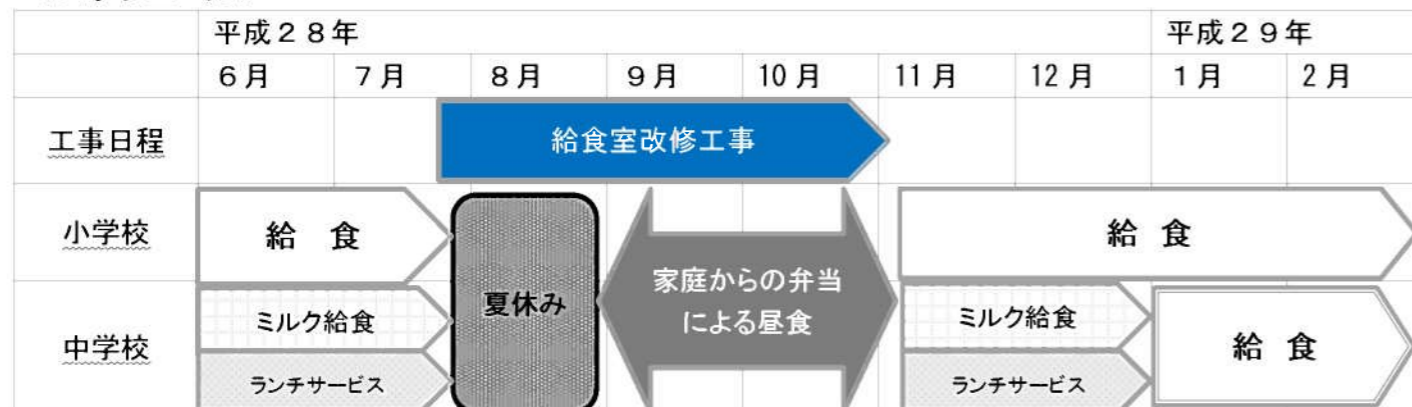 平成２８年
平成２９年
６月
７月
８月
９月
10月
11月
12月
１月
２月
工事日程
給食室改修工事
小学校
給　食
夏休み
家庭からの弁当
による昼食
給　食
中学校
ミルク給食
ランチサービス
ミルク給食
ランチサービス
給　食